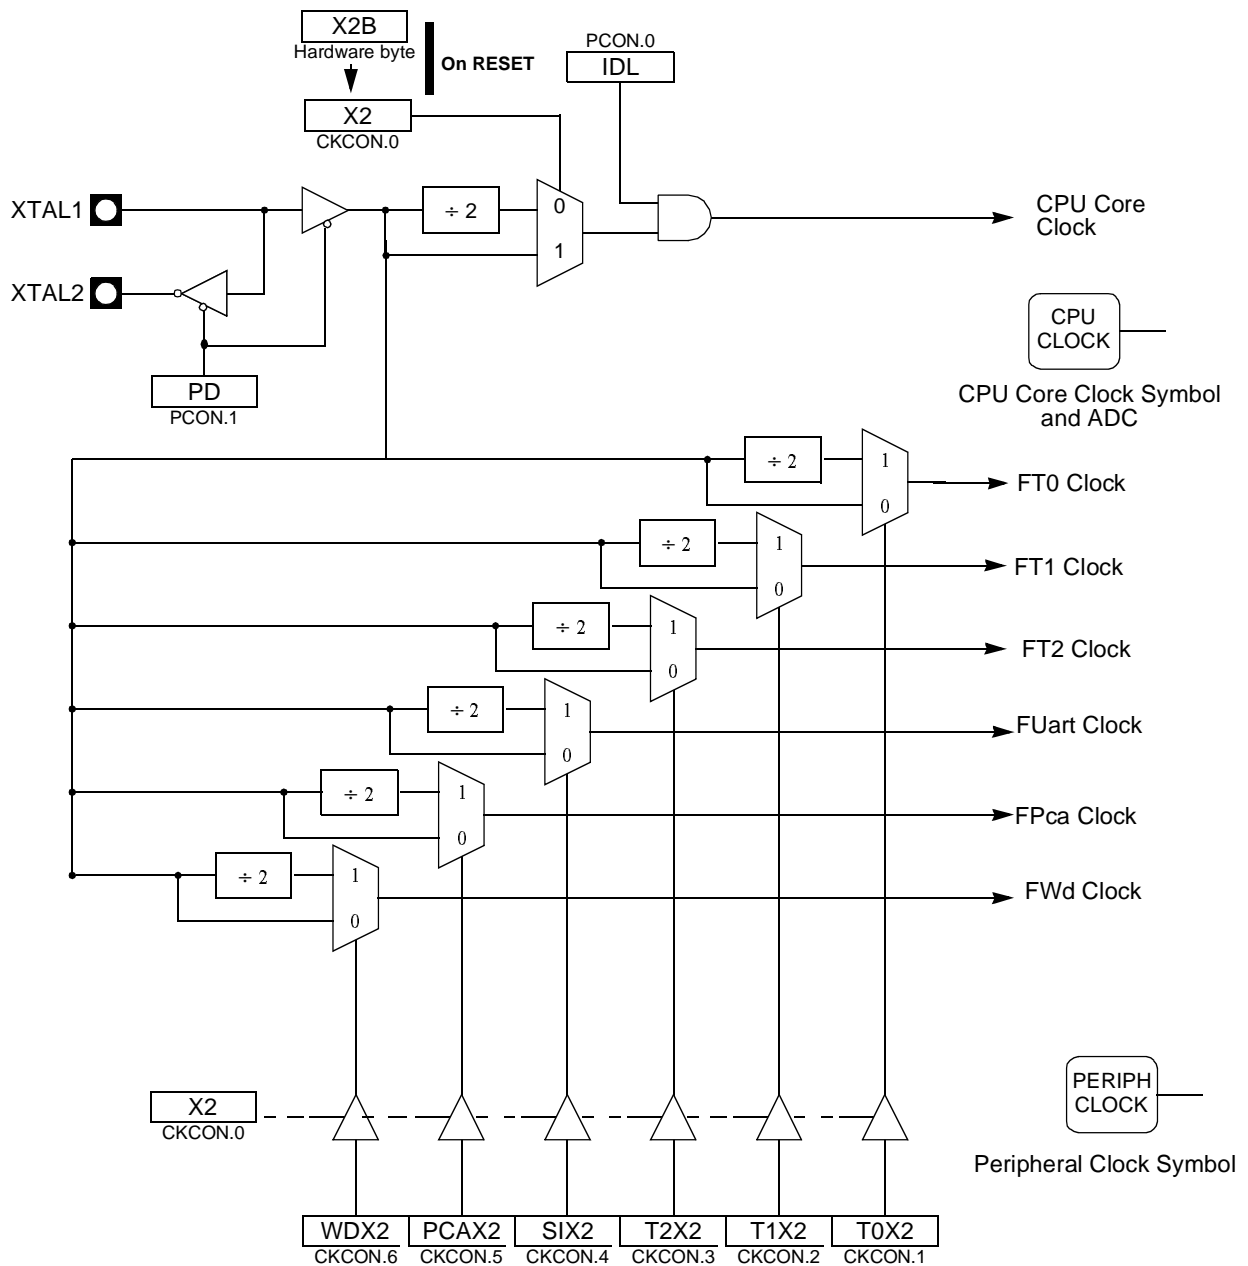 X2B
Hardware byte
On RESET
PCON.0
IDL
X2
CKCON.0
XTAL1
÷ 2
0
1
CPU Core
Clock
XTAL2
PD
PCON.1
CPU
CLOCK
CPU Core Clock Symbol
and ADC
÷ 2
1
0
FT0 Clock
÷ 2
1
0
FT1 Clock
÷ 2
1
0
FT2 Clock
÷ 2
1
0
FUart Clock
÷ 2
1
0
FPca Clock
÷ 2
1
0
FWd Clock
X2
CKCON.0
PERIPH
CLOCK
Peripheral Clock Symbol
WDX2
CKCON.6
PCAX2
CKCON.5
SIX2
CKCON.4
T2X2
CKCON.3
T1X2
CKCON.2
T0X2
CKCON.1